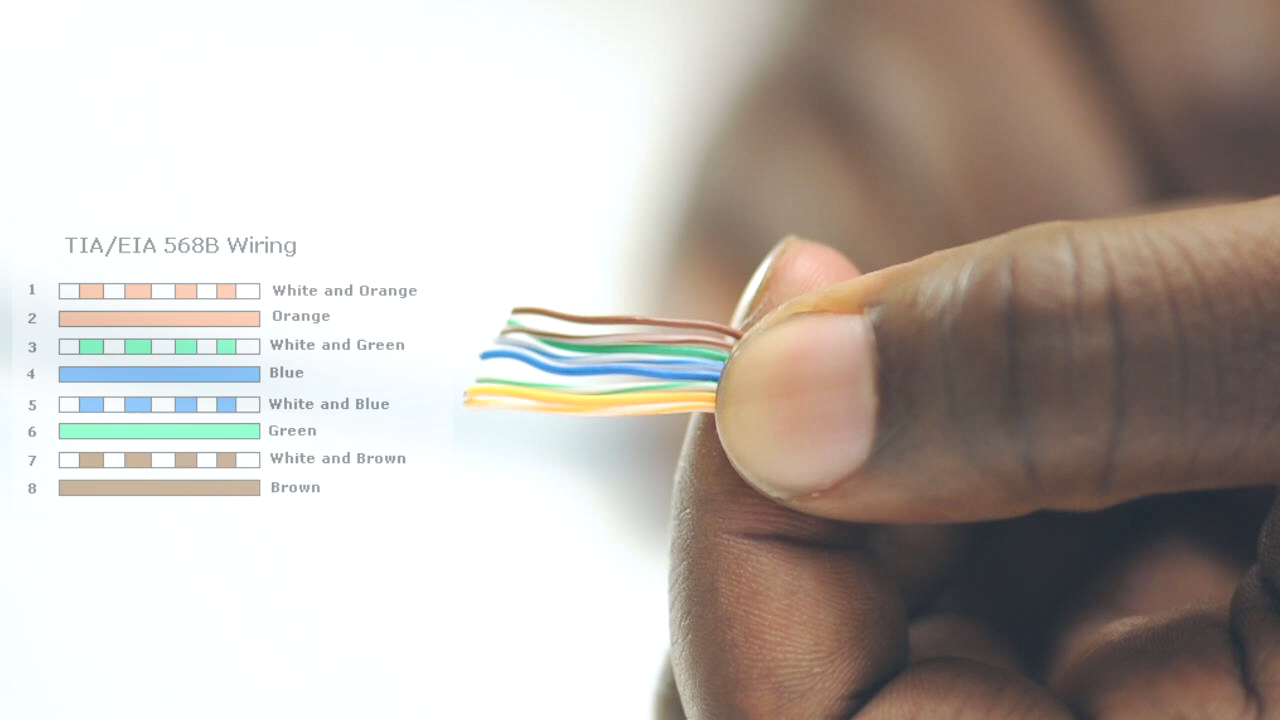 TIA/EIA 568B Wiring
1 White and Orange
2 Orange
3 White and Green
4 Blue
5 White and Blue
6 Green
7 White and Brown
8 Brown